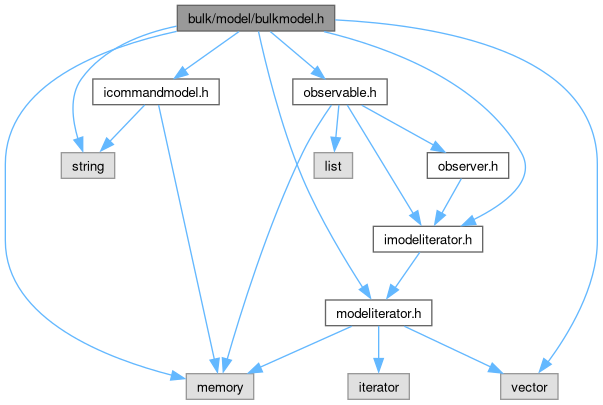 bulk/model/bulkmodel.h
icommandmodel.h
observable.h
string
list
observer.h
imodeliterator.h
modeliterator.h
memory
iterator
vector